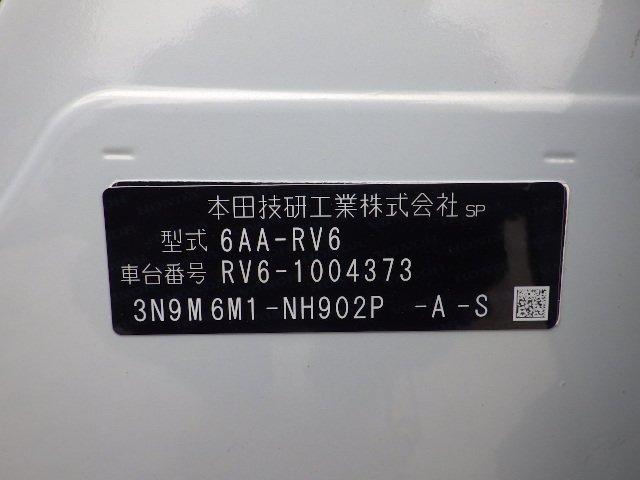 本田技研工業株式会社 SP
型式 6AA-RV6
車台番号 RV6-1004373
3N9M6M1-NH902P -A-S